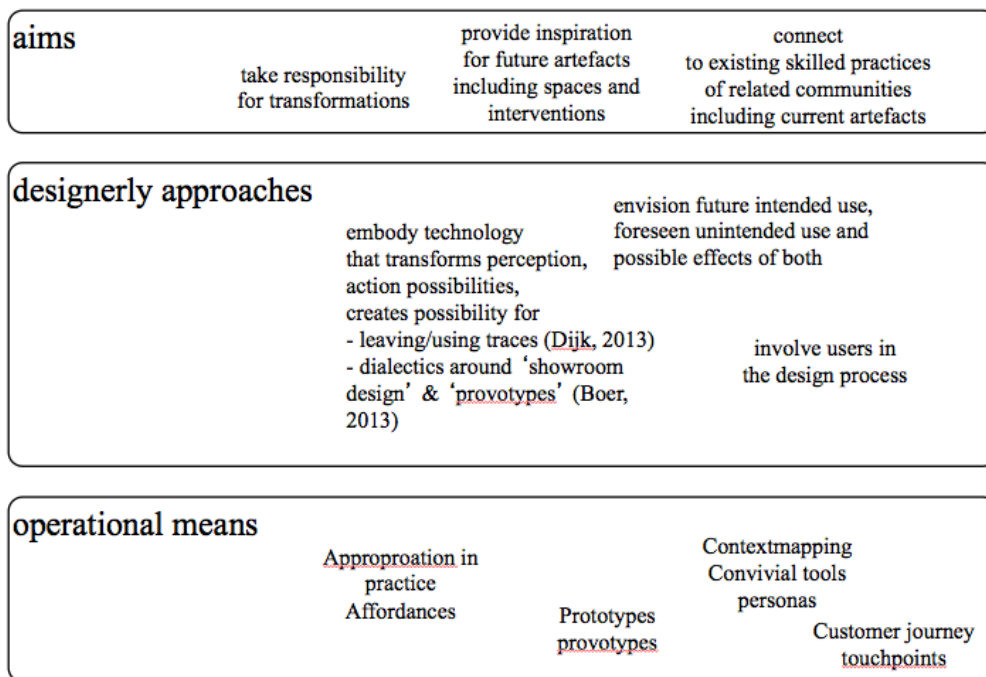 aims
take responsibility
for transformations
provide inspiration
for future artefacts
including spaces and
interventions
connect
to existing skilled practices
of related communities
including current artefacts
designerly approaches
embody technology
that transforms perception,
action possibilities,
creates possibility for
- leaving/using traces (Dijk, 2013)
- dialectics around ‘showroom
design’ & ‘provotypes’ (Boer,
2013)
envision future intended use,
foreseen unintended use and
possible effects of both
involve users in
the design process
operational means
Approproation in
practice
Affordances
Prototypes
provotypes
Contextmapping
Convivial tools
personas
Customer journey
touchpoints